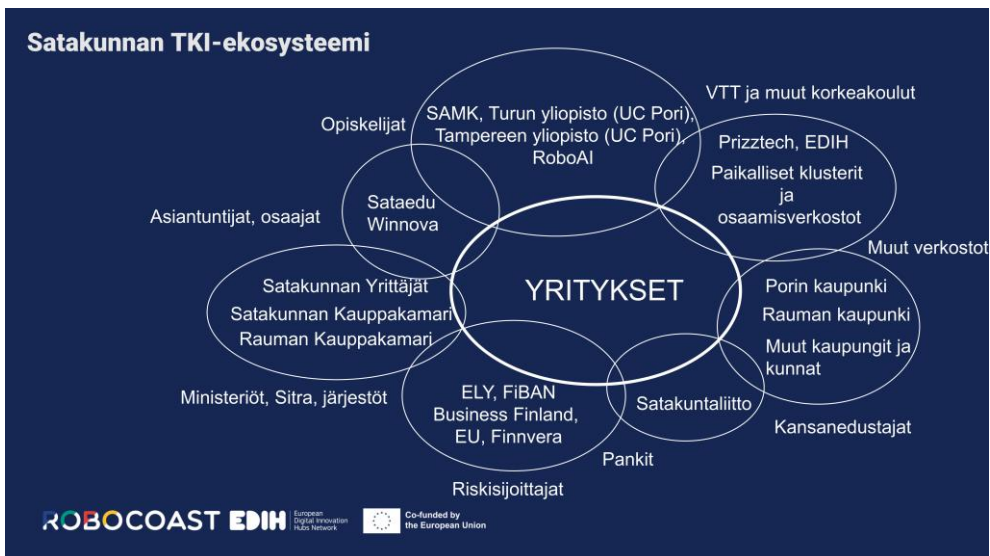 Satakunnan TKI-ekosysteemi
VTT ja muut korkeakoulut
Opiskelijat
SAMK, Turun yliopisto (UC Pori),
Tampereen yliopisto (UC Pori),
RoboAI
Prizztech, EDIH
Paikalliset klusterit
ja
osaamisverkostot
Asiantuntijat, osaajat
Sataedu
Winnova
Muut verkostot
YRITYKSET
Satakunnan Yrittäjät
Satakunnan Kauppakamari
Rauman Kauppakamari
Porin kaupunki
Rauman kaupunki
Muut kaupungit ja
kunnat
Ministeriöt, Sitra, järjestöt
ELY, FiBAN
Business Finland,
EU, Finnvera
Satakuntaliitto
Kansanedustajat
Pankit
Riskisijoittajat
ROBOCOAST EDIH
European
Digital Innovation
Hubs Network
Co-funded by
the European Union